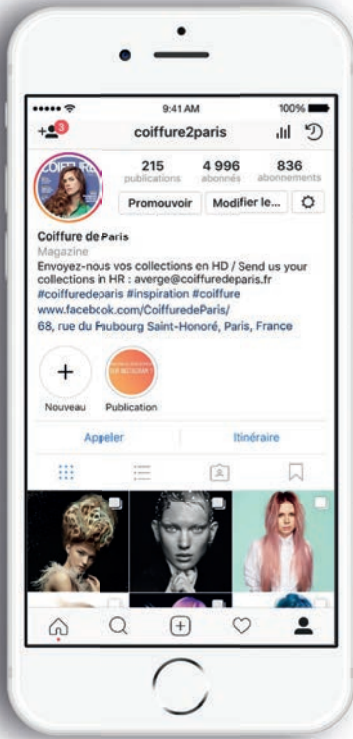 9:41 AM
100%
3
coiffure2paris
COIFFURE
215
4 996
836
publications
abonnés
abonnements
Promouvoir
Modifier le...
Coiffure de Paris
Magazine
Envoyez-nous vos collections en HD / Send us your
collections in HR : averge@coiffuredeparis.fr
#coiffuredeparis #inspiration #coiffure
www.facebook.com/CoiffuredeParis/
68, rue du Faubourg Saint-Honoré, Paris, France
Nouveau
Publication
Appeler
Itinéraire